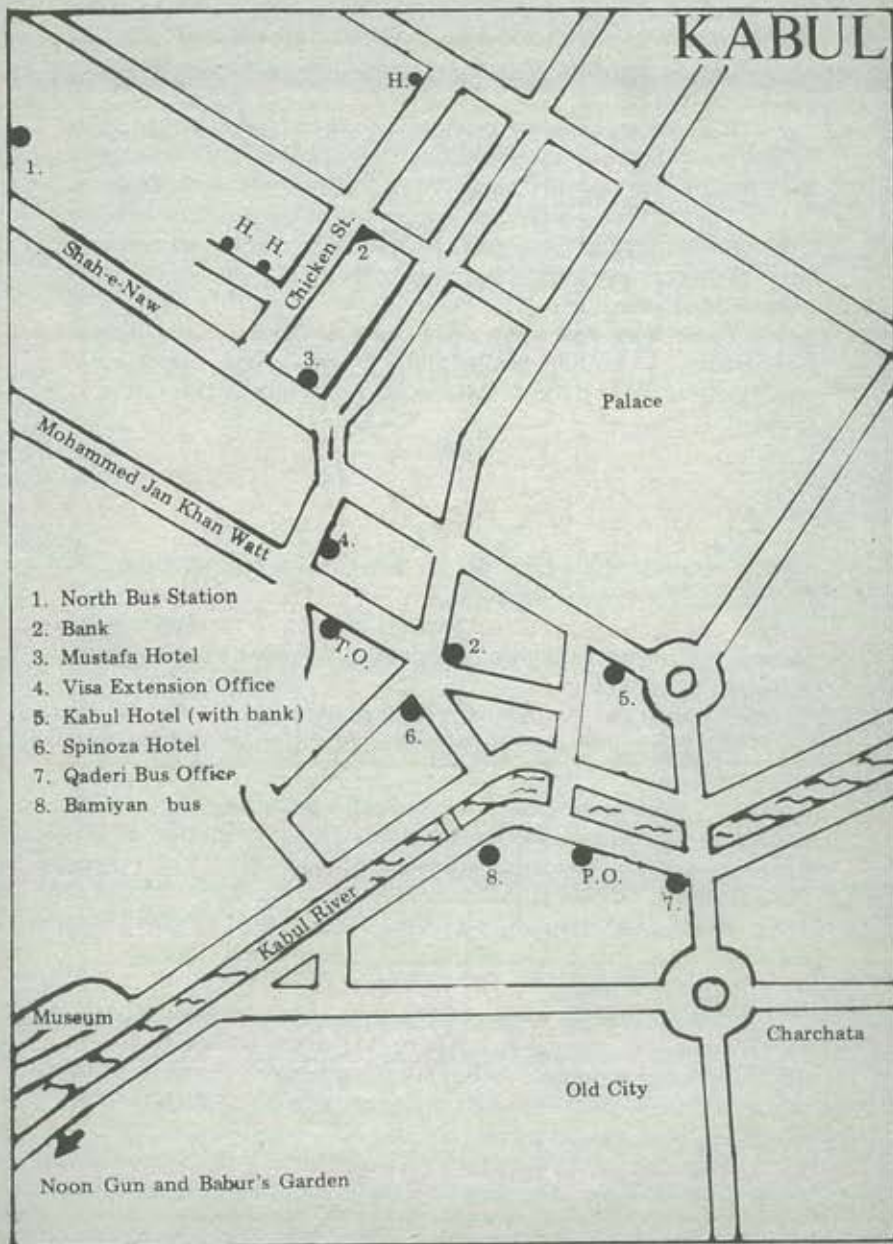 KABUL
H.
1.
H. H.
Chicken St.
2
Shah-e-Naw
3.
Palace
Mohammed Jan Khan Watt
4.
1. North Bus Station
2. Bank
3. Mustafa Hotel
4. Visa Extension Office
5. Kabul Hotel (with bank)
6. Spinoza Hotel
7. Qaderi Bus Office
8. Bamiyan bus
T.O.
2.
5.
6.
8.
P.O.
7.
Kabul River
Museum
Charchata
Old City
Noon Gun and Babur's Garden